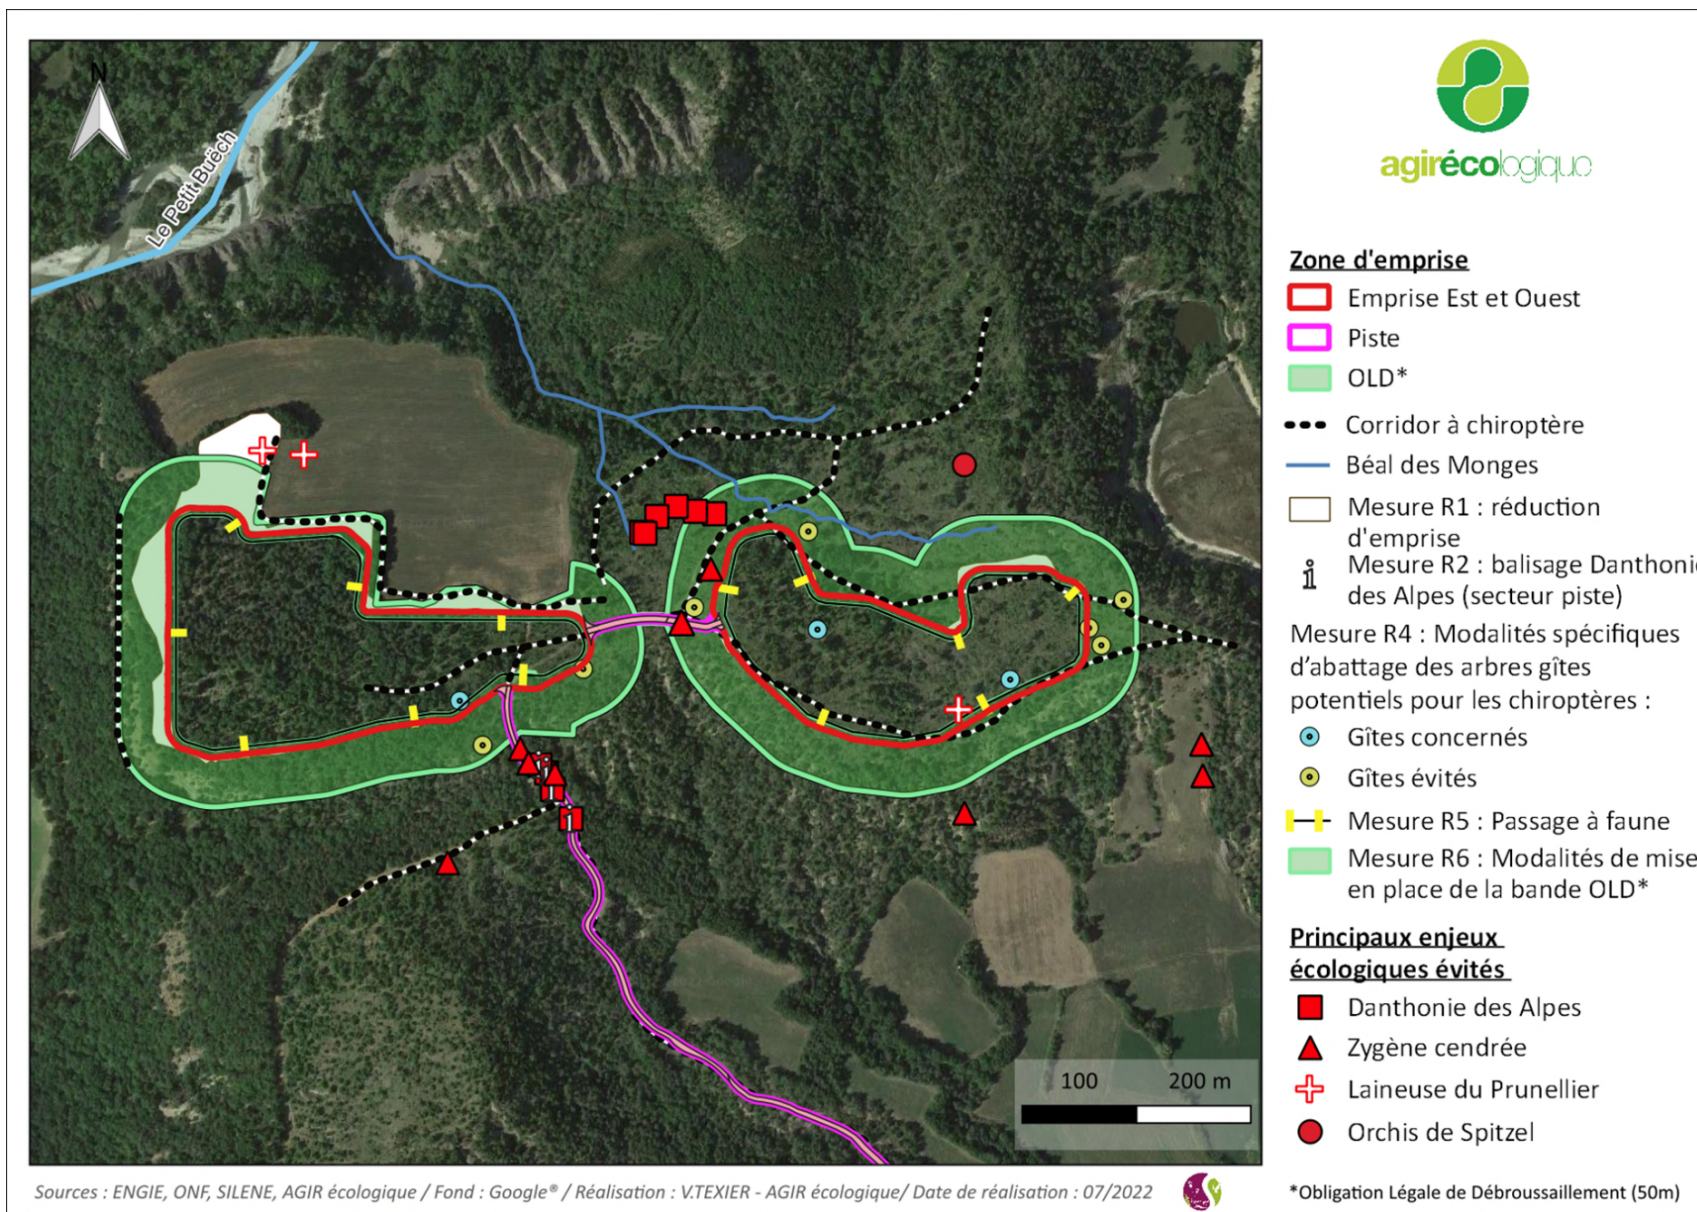 N
Le Petit Buëch
agirécologique
Zone d'emprise
Emprise Est et Ouest
Piste
OLD*
Corridor à chiroptère
Béal des Monges
Mesure R1 : réduction
d'emprise
Mesure R2 : balisage Danthonie
des Alpes (secteur piste)
Mesure R4 : Modalités spécifiques
d'abattage des arbres gîtes
potentiels pour les chiroptères :
Gîtes concernés
Gîtes évités
Mesure R5 : Passage à faune
Mesure R6 : Modalités de mise
en place de la bande OLD*
Principaux enjeux
écologiques évités
Danthonie des Alpes
Zygène cendrée
Laineuse du Prunellier
Orchis de Spitzel
100 200 m
Sources : ENGIE, ONF, SILENE, AGIR écologique / Fond : Google® / Réalisation : V.TEXIER - AGIR écologique/ Date de réalisation : 07/2022
*Obligation Légale de Débroussaillement (50m)